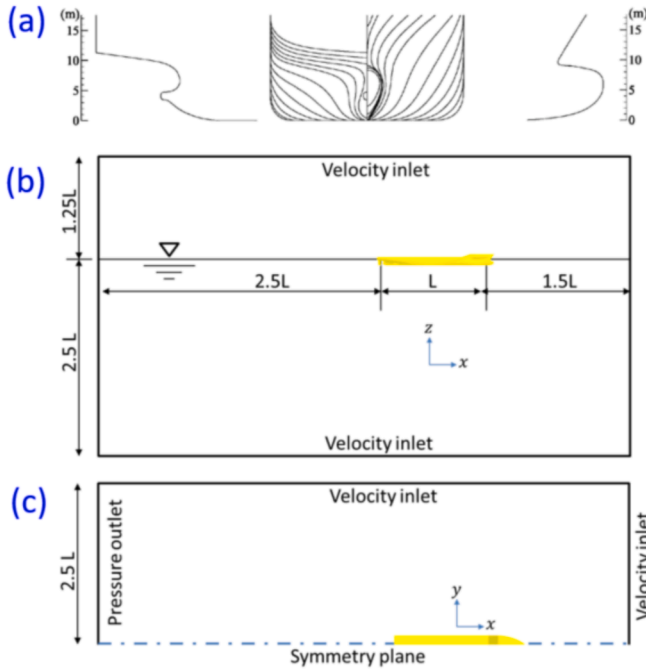 (a)
(m)
15
10
5
0
(m)
15
10
5
0
(b)
Velocity inlet
1.25L
2.5L
L
1.5L
2.5 L
z
x
Velocity inlet
(c)
Velocity inlet
2.5 L
Pressure outlet
Velocity inlet
y
x
Symmetry plane